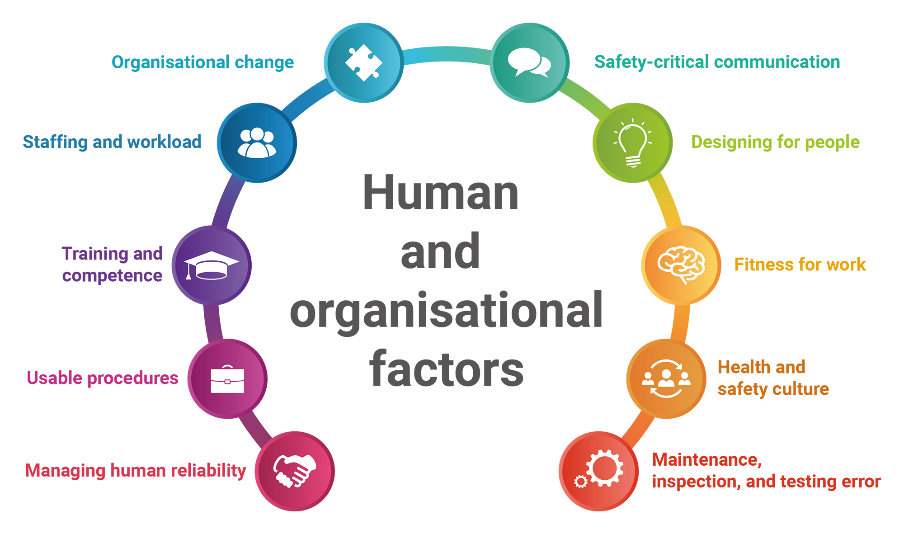 Organisational change
Safety-critical communication
Staffing and workload
Designing for people
Human
and
organisational
factors
Training and
competence
Fitness for work
Usable procedures
Health and
safety culture
Managing human reliability
Maintenance,
inspection, and testing error